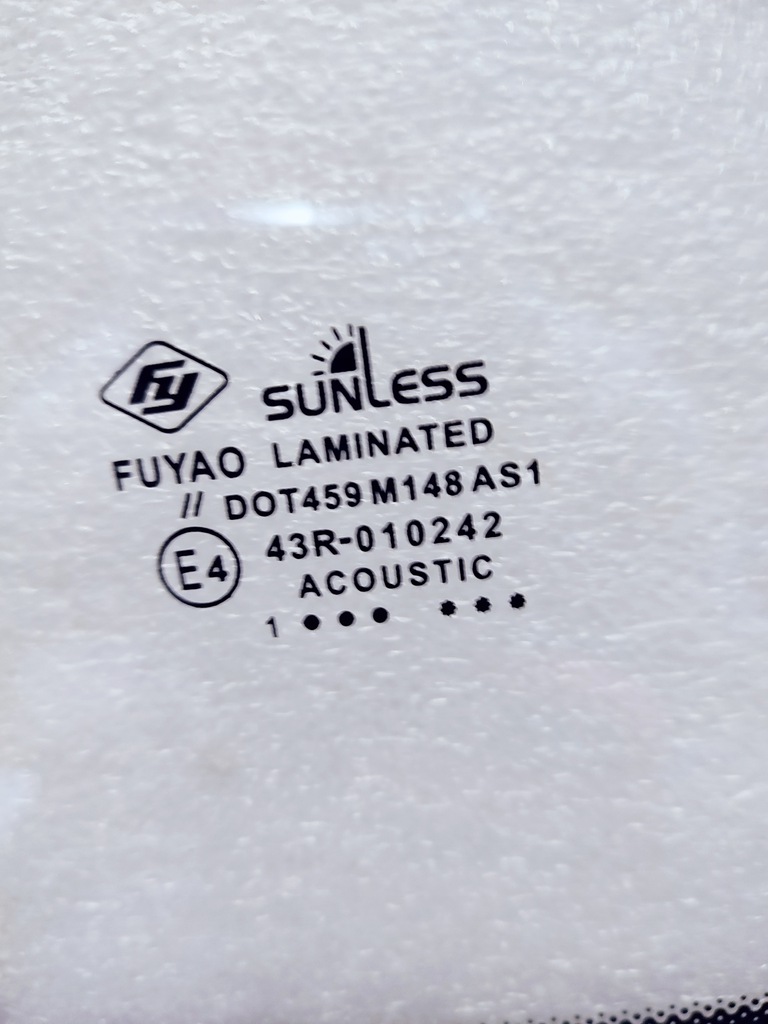 fy SUNLESS
FUYAO LAMINATED
// DOT459 M148 AS1
E4 43R-010242
ACOUSTIC
1 ●●● ✱✱✱